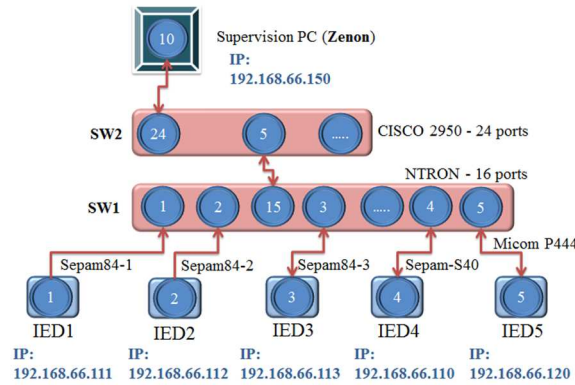 10
Supervision PC (Zenon)
IP:
192.168.66.150
SW2
24
5
.....
CISCO 2950 - 24 ports
NTRON - 16 ports
SW1
1
2
15
3
.....
4
5
Micom P444
Sepam84-1
Sepam84-2
Sepam84-3
Sepam-S40
1
2
3
4
5
IED1
IED2
IED3
IED4
IED5
IP:
192.168.66.111
IP:
192.168.66.112
IP:
192.168.66.113
IP:
192.168.66.110
IP:
192.168.66.120